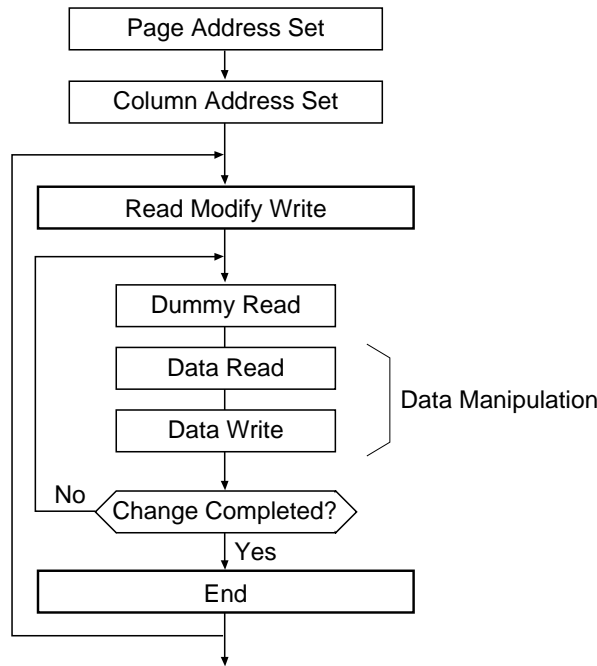 Page Address Set
Column Address Set
Read Modify Write
Dummy Read
Data Read
Data Manipulation
Data Write
No
Change Completed?
Yes
End